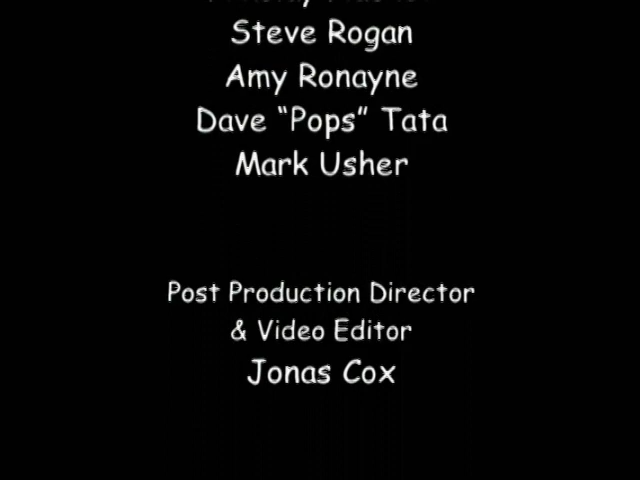 Steve Rogan
Amy Ronayne
Dave “Pops” Tata
Mark Usher
Post Production Director
& Video Editor
Jonas Cox